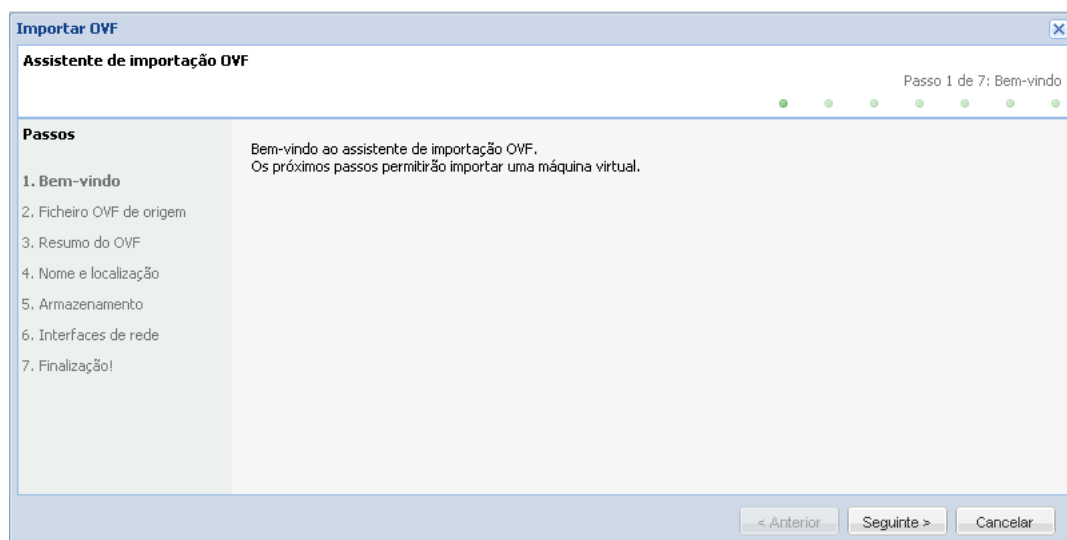 Importar OVF
Assistente de importação OVF
Passo 1 de 7: Bem-vindo
Passos
1. Bem-vindo
2. Ficheiro OVF de origem
3. Resumo do OVF
4. Nome e localização
5. Armazenamento
6. Interfaces de rede
7. Finalização!
Bem-vindo ao assistente de importação OVF.
Os próximos passos permitirão importar uma máquina virtual.
< Anterior
Seguinte >
Cancelar